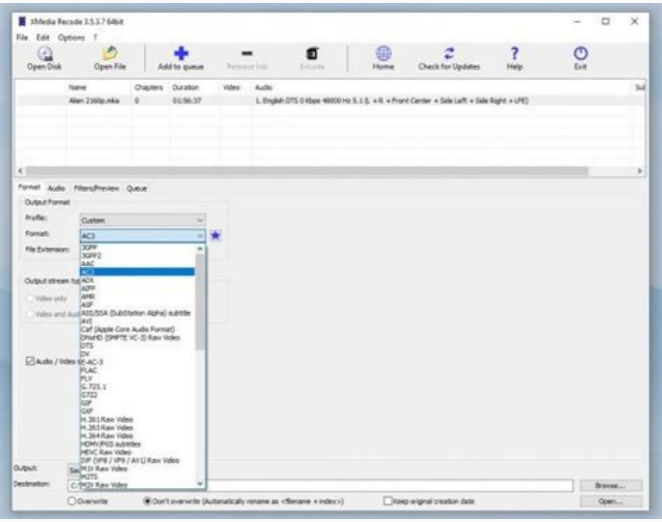 XMedia Recode 3.5.3.7 64bit
File Edit Options ?
Open Disk Open File Add to queue Remove Job Encode Home Check for Updates Help Exit
Name Chapters Duration Video Audio Sul
Alien 2160p.mka 0 01:56:37 1. English DTS 0 Kbps 48000 Hz 5.1 (L + R + Front Center + Side Left + Side Right + LFE)
Format Audio Filters/Preview Queue
Output Format
Profile: Custom
Format: AC3
File Extension:
3GPP
3GPP2
AAC
AC3
ADX
AIFF
AMR
ASF
ASS/SSA (SubStation Alpha) subtitle
AVI
Caf (Apple Core Audio Format)
DNxHD (SMPTE VC-3) Raw Video
DTS
DV
E-AC-3
FLAC
FLV
G.723.1
G722
GIF
GXF
H.261 Raw Video
H.263 Raw Video
H.264 Raw Video
HDMV/PGS subtitles
HEVC Raw Video
IVF (VP8 / VP9 / AV1) Raw Video
M1V Raw Video
M2TS
M2V Raw Video
Output stream typ
Video only
Video and Aud
Audio / Video
Output:
Destination: C:\
Browse...
Overwrite Don't overwrite (Automatically rename as <filename + index>) Keep original creation date Open...